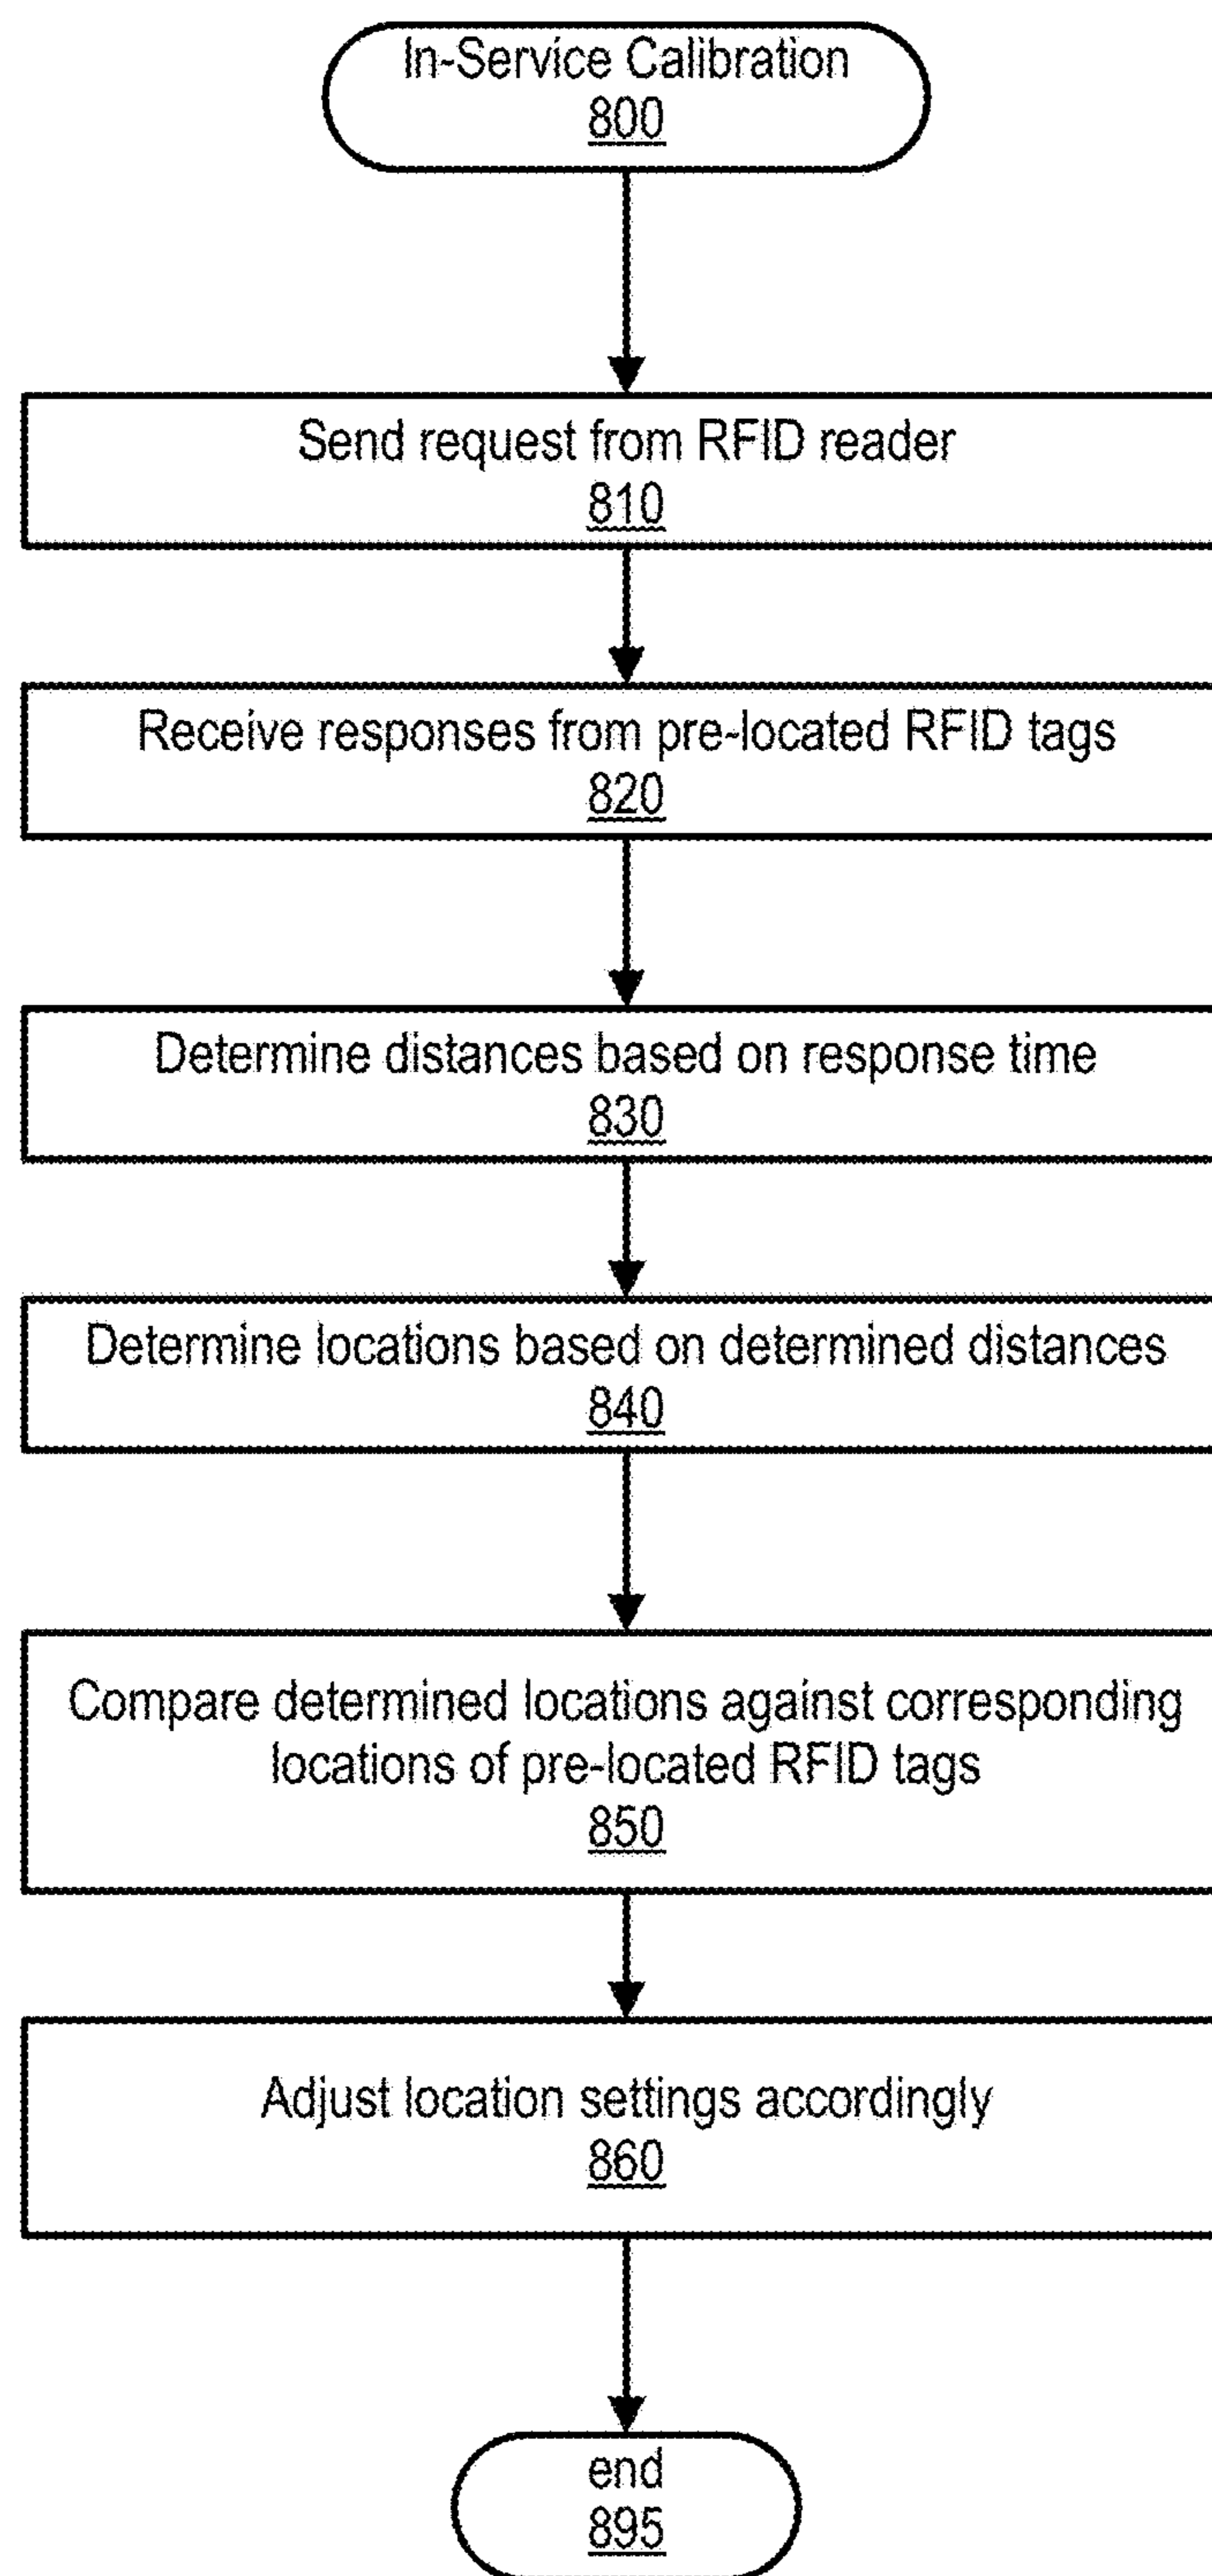 In-Service Calibration
800
Send request from RFID reader
810
Receive responses from pre-located RFID tags
820
Determine distances based on response time
830
Determine locations based on determined distances
840
Compare determined locations against corresponding
locations of pre-located RFID tags
850
Adjust location settings accordingly
860
end
895